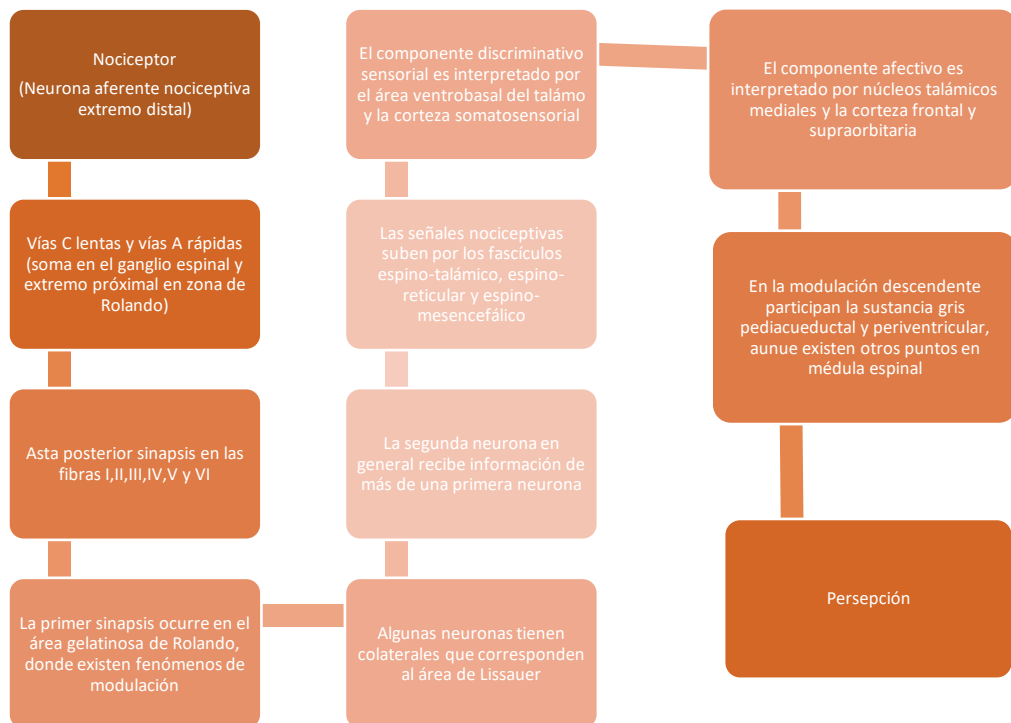 Nociceptor
(Neurona aferente nociceptiva
extremo distal)
Vías C lentas y vías A rápidas
(soma en el ganglio espinal y
extremo próximal en zona de
Rolando)
Asta posterior sinapsis en las
fibras I,II,III,IV,V y VI
La primer sinapsis ocurre en el
área gelatinosa de Rolando,
donde existen fenómenos de
modulación
Algunas neuronas tienen
colaterales que corresponden
al área de Lissauer
La segunda neurona en
general recibe información de
más de una primera neurona
Las señales nociceptivas
suben por los fascículos
espino-talámico, espino-
reticular y espino-
mesencefálico
El componente discriminativo
sensorial es interpretado por
el área ventrobasal del talámo
y la corteza somatosensorial
El componente afectivo es
interpretado por núcleos talámicos
mediales y la corteza frontal y
supraorbitaria
En la modulación descendente
participan la sustancia gris
pediacueductal y periventricular,
aunue existen otros puntos en
médula espinal
Persepción